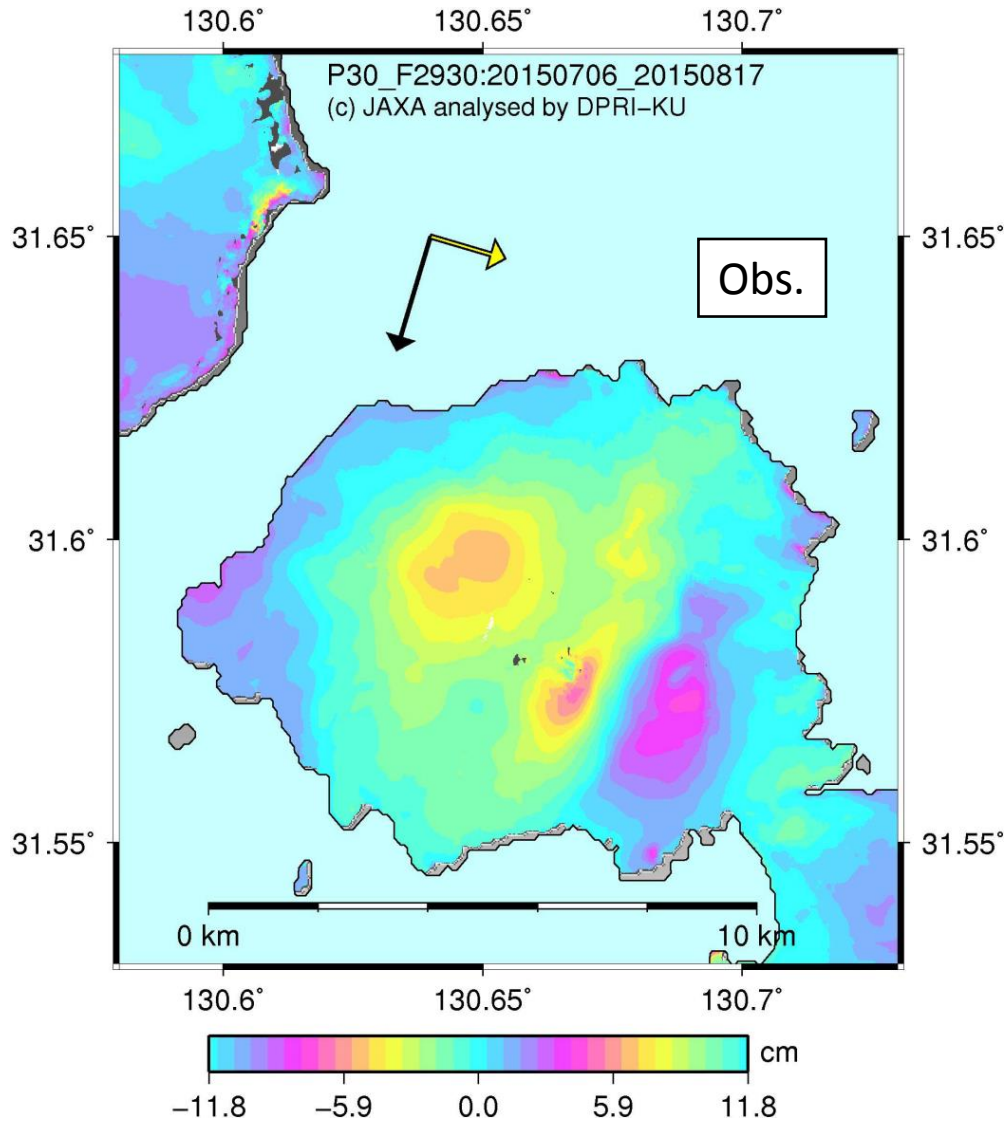 130.6˚ 130.65˚ 130.7˚
P30_F2930:20150706_20150817
(c) JAXA analysed by DPRI−KU
31.65˚ 31.65˚
Obs.
31.6˚ 31.6˚
31.55˚ 31.55˚
0 km 10 km
130.6˚ 130.65˚ 130.7˚
cm
−11.8 −5.9 0.0 5.9 11.8